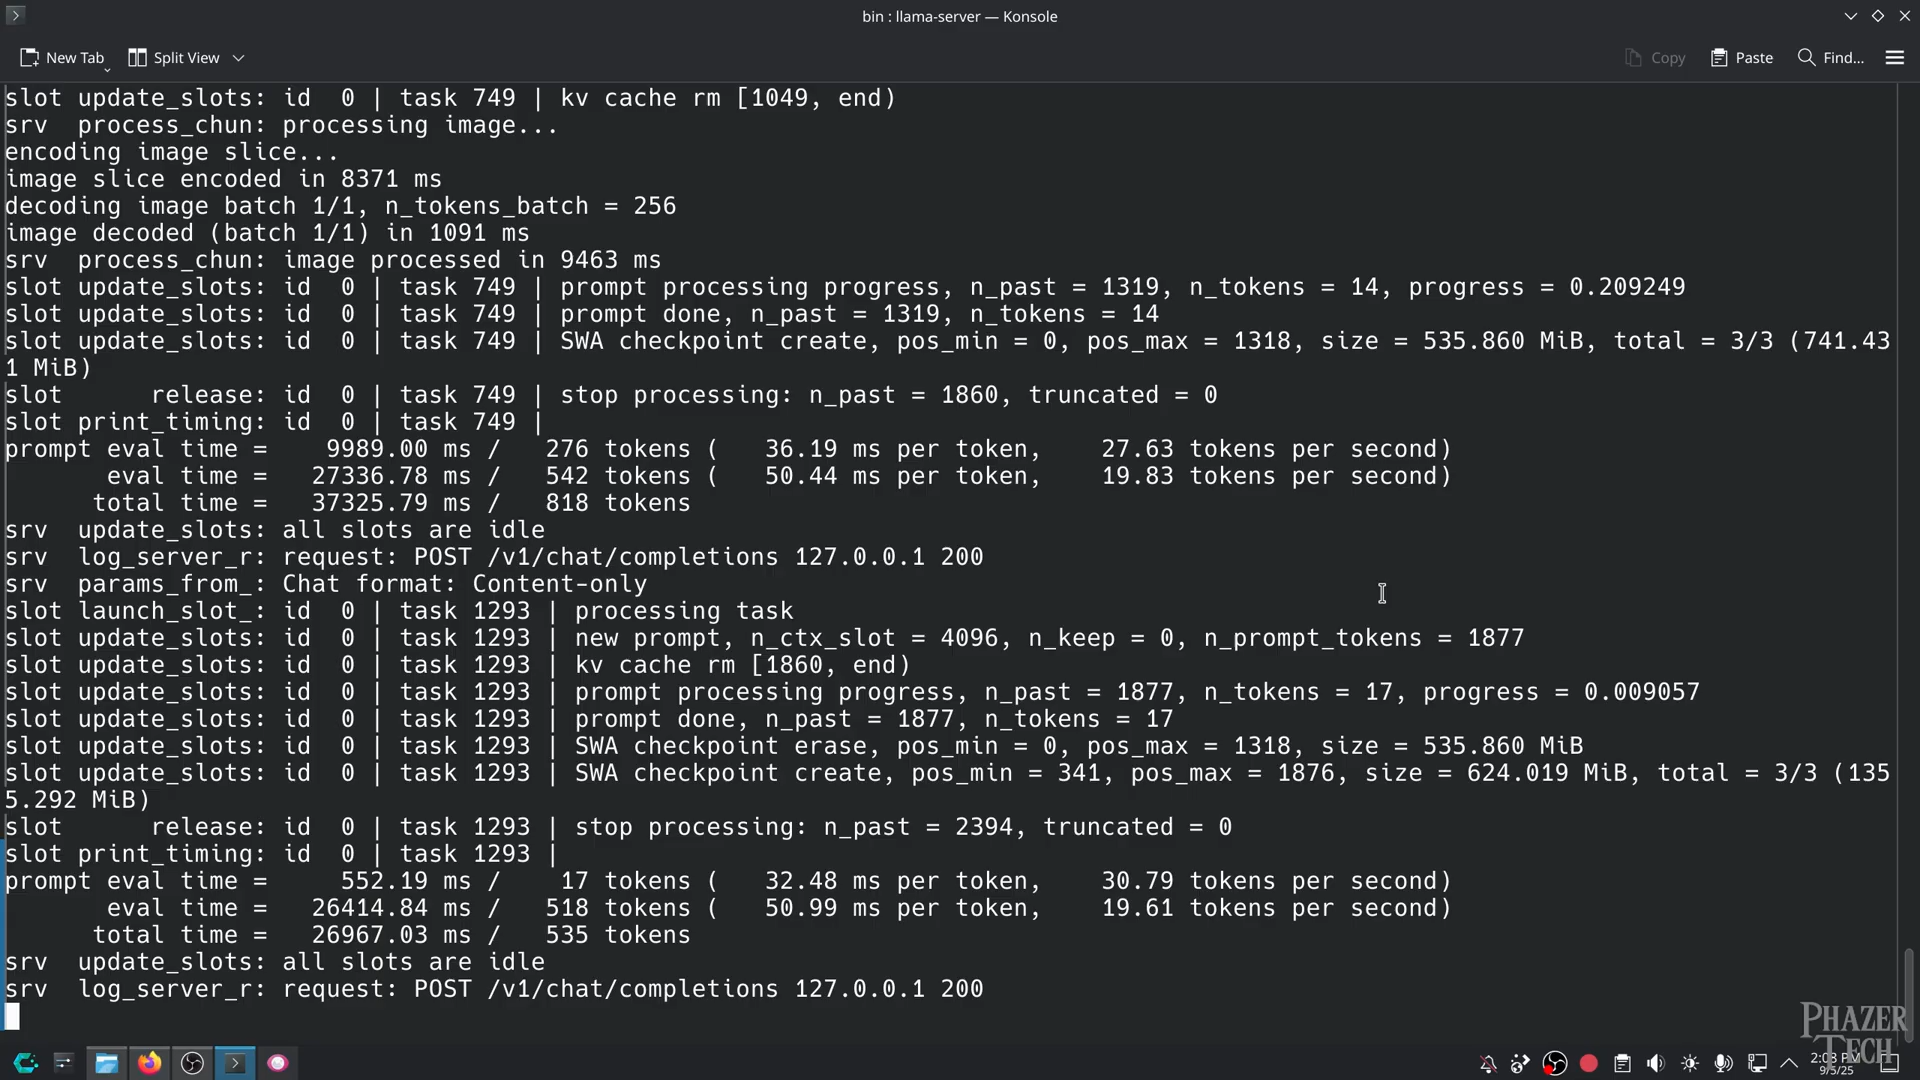 bin : llama-server — Konsole
New Tab
Split View
Copy
Paste
Find...
slot update_slots: id  0 | task 749 | kv cache rm [1049, end)
srv  process_chun: processing image...
encoding image slice...
image slice encoded in 8371 ms
decoding image batch 1/1, n_tokens_batch = 256
image decoded (batch 1/1) in 1091 ms
srv  process_chun: image processed in 9463 ms
slot update_slots: id  0 | task 749 | prompt processing progress, n_past = 1319, n_tokens = 14, progress = 0.209249
slot update_slots: id  0 | task 749 | prompt done, n_past = 1319, n_tokens = 14
slot update_slots: id  0 | task 749 | SWA checkpoint create, pos_min = 0, pos_max = 1318, size = 535.860 MiB, total = 3/3 (741.43
1 MiB)
slot      release: id  0 | task 749 | stop processing: n_past = 1860, truncated = 0
slot print_timing: id  0 | task 749 |
prompt eval time =    9989.00 ms /   276 tokens (   36.19 ms per token,    27.63 tokens per second)
       eval time =   27336.78 ms /   542 tokens (   50.44 ms per token,    19.83 tokens per second)
      total time =   37325.79 ms /   818 tokens
srv  update_slots: all slots are idle
srv  log_server_r: request: POST /v1/chat/completions 127.0.0.1 200
srv  params_from_: Chat format: Content-only
slot launch_slot_: id  0 | task 1293 | processing task
slot update_slots: id  0 | task 1293 | new prompt, n_ctx_slot = 4096, n_keep = 0, n_prompt_tokens = 1877
slot update_slots: id  0 | task 1293 | kv cache rm [1860, end)
slot update_slots: id  0 | task 1293 | prompt processing progress, n_past = 1877, n_tokens = 17, progress = 0.009057
slot update_slots: id  0 | task 1293 | prompt done, n_past = 1877, n_tokens = 17
slot update_slots: id  0 | task 1293 | SWA checkpoint erase, pos_min = 0, pos_max = 1318, size = 535.860 MiB
slot update_slots: id  0 | task 1293 | SWA checkpoint create, pos_min = 341, pos_max = 1876, size = 624.019 MiB, total = 3/3 (135
5.292 MiB)
slot      release: id  0 | task 1293 | stop processing: n_past = 2394, truncated = 0
slot print_timing: id  0 | task 1293 |
prompt eval time =     552.19 ms /    17 tokens (   32.48 ms per token,    30.79 tokens per second)
       eval time =   26414.84 ms /   518 tokens (   50.99 ms per token,    19.61 tokens per second)
      total time =   26967.03 ms /   535 tokens
srv  update_slots: all slots are idle
srv  log_server_r: request: POST /v1/chat/completions 127.0.0.1 200
PHAZER
TECH
2:08 PM
9/5/25